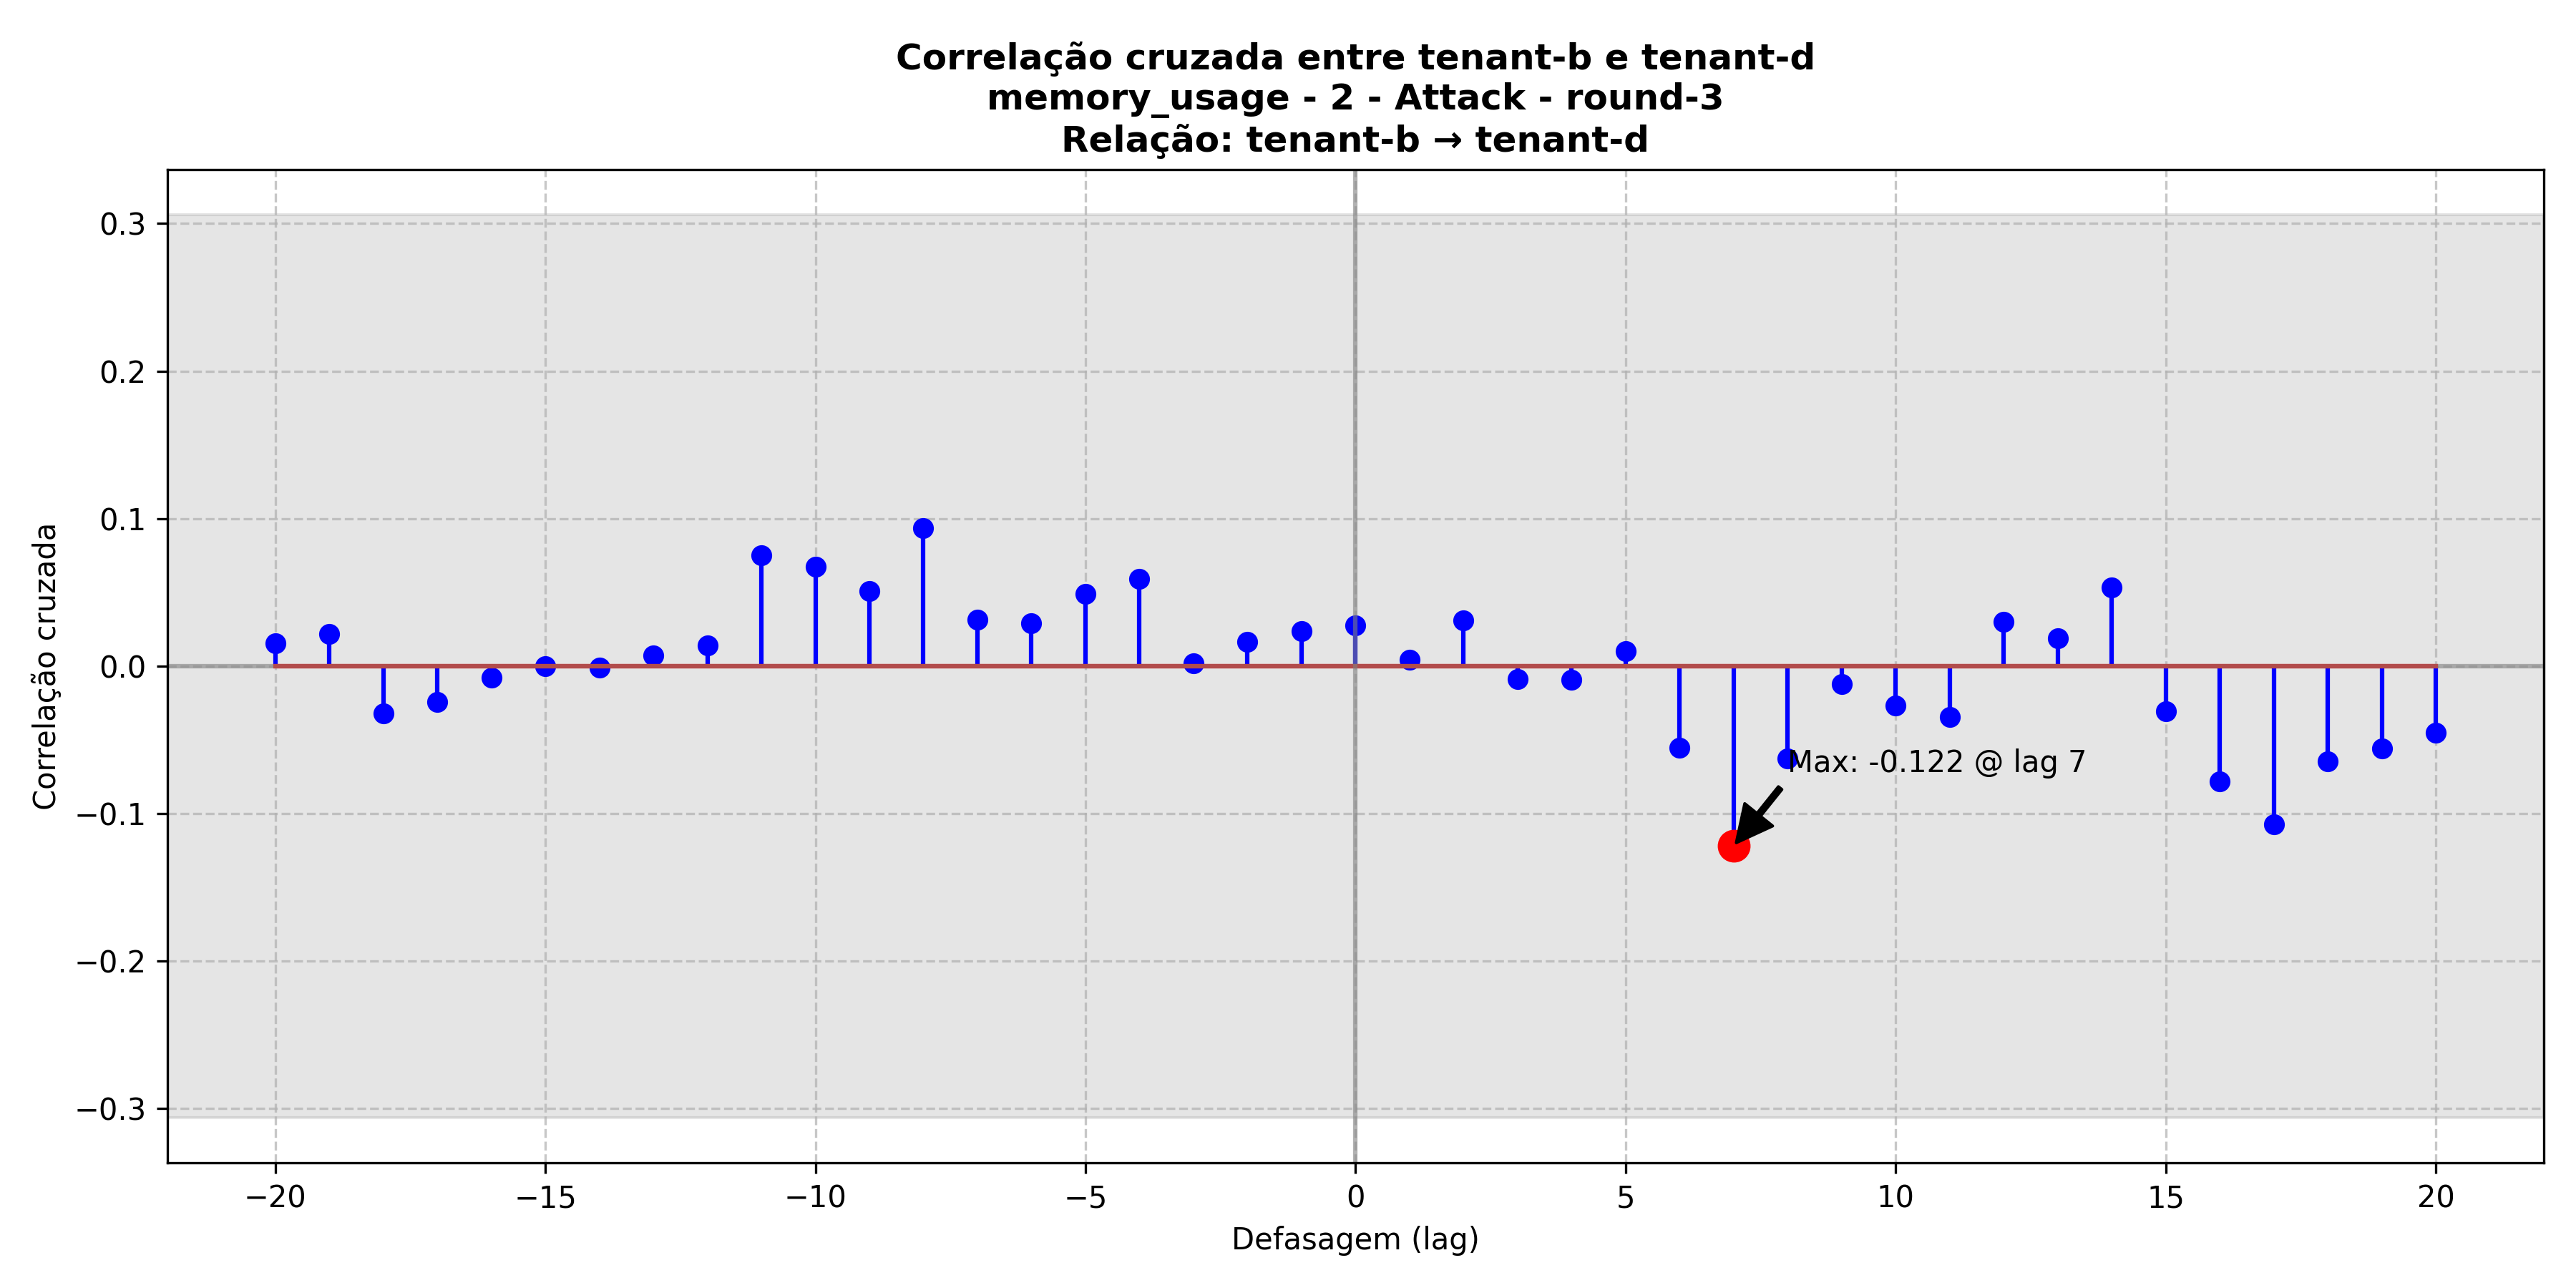 Correlação cruzada entre tenant-b e tenant-d
memory_usage - 2 - Attack - round-3
Relação: tenant-b → tenant-d
Correlação cruzada
0.3
0.2
0.1
0.0
−0.1
−0.2
−0.3
Max: -0.122 @ lag 7
−20 −15 −10 −5 0 5 10 15 20
Defasagem (lag)